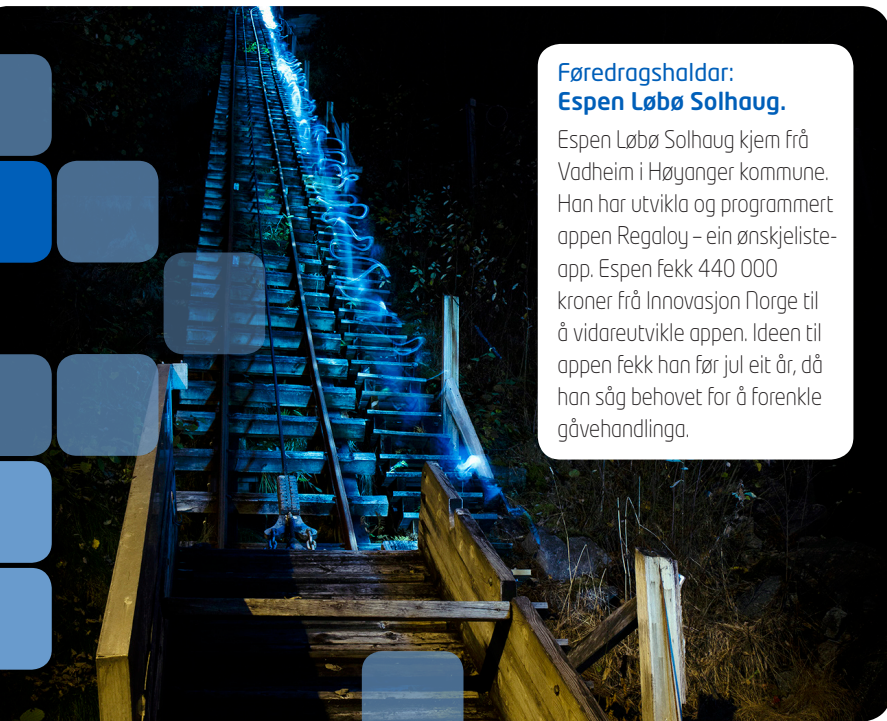 Føredragshaldar:
Espen Løbø Solhaug.
Espen Løbø Solhaug kjem frå
Vadheim i Høyanger kommune.
Han har utvikla og programmert
appen Regaloy – ein ønskjeliste-
app. Espen fekk 440 000
kroner frå Innovasjon Norge til
å vidareutvikle appen. Ideen til
appen fekk han før jul eit år, då
han såg behovet for å forenkle
gåvehandlinga.